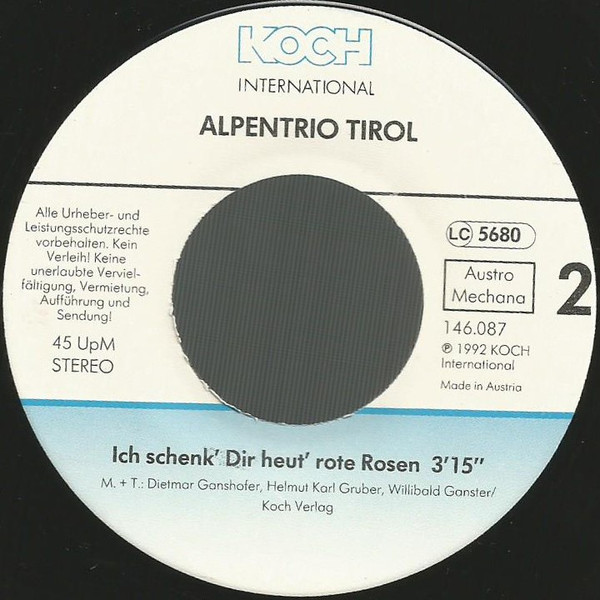 KOCH
INTERNATIONAL
ALPENTRIO TIROL
Alle Urheber- und
Leistungsschutzrechte
vorbehalten. Kein
Verleih! Keine
unerlaubte Verviel-
fältigung, Vermietung,
Aufführung und
Sendung!
45 UpM
STEREO
LC 5680
Austro
Mechana
2
146.087
℗ 1992 KOCH
International
Made in Austria
Ich schenk’ Dir heut’ rote Rosen 3’15”
M. + T.: Dietmar Ganshofer, Helmut Karl Gruber, Willibald Ganster/
Koch Verlag